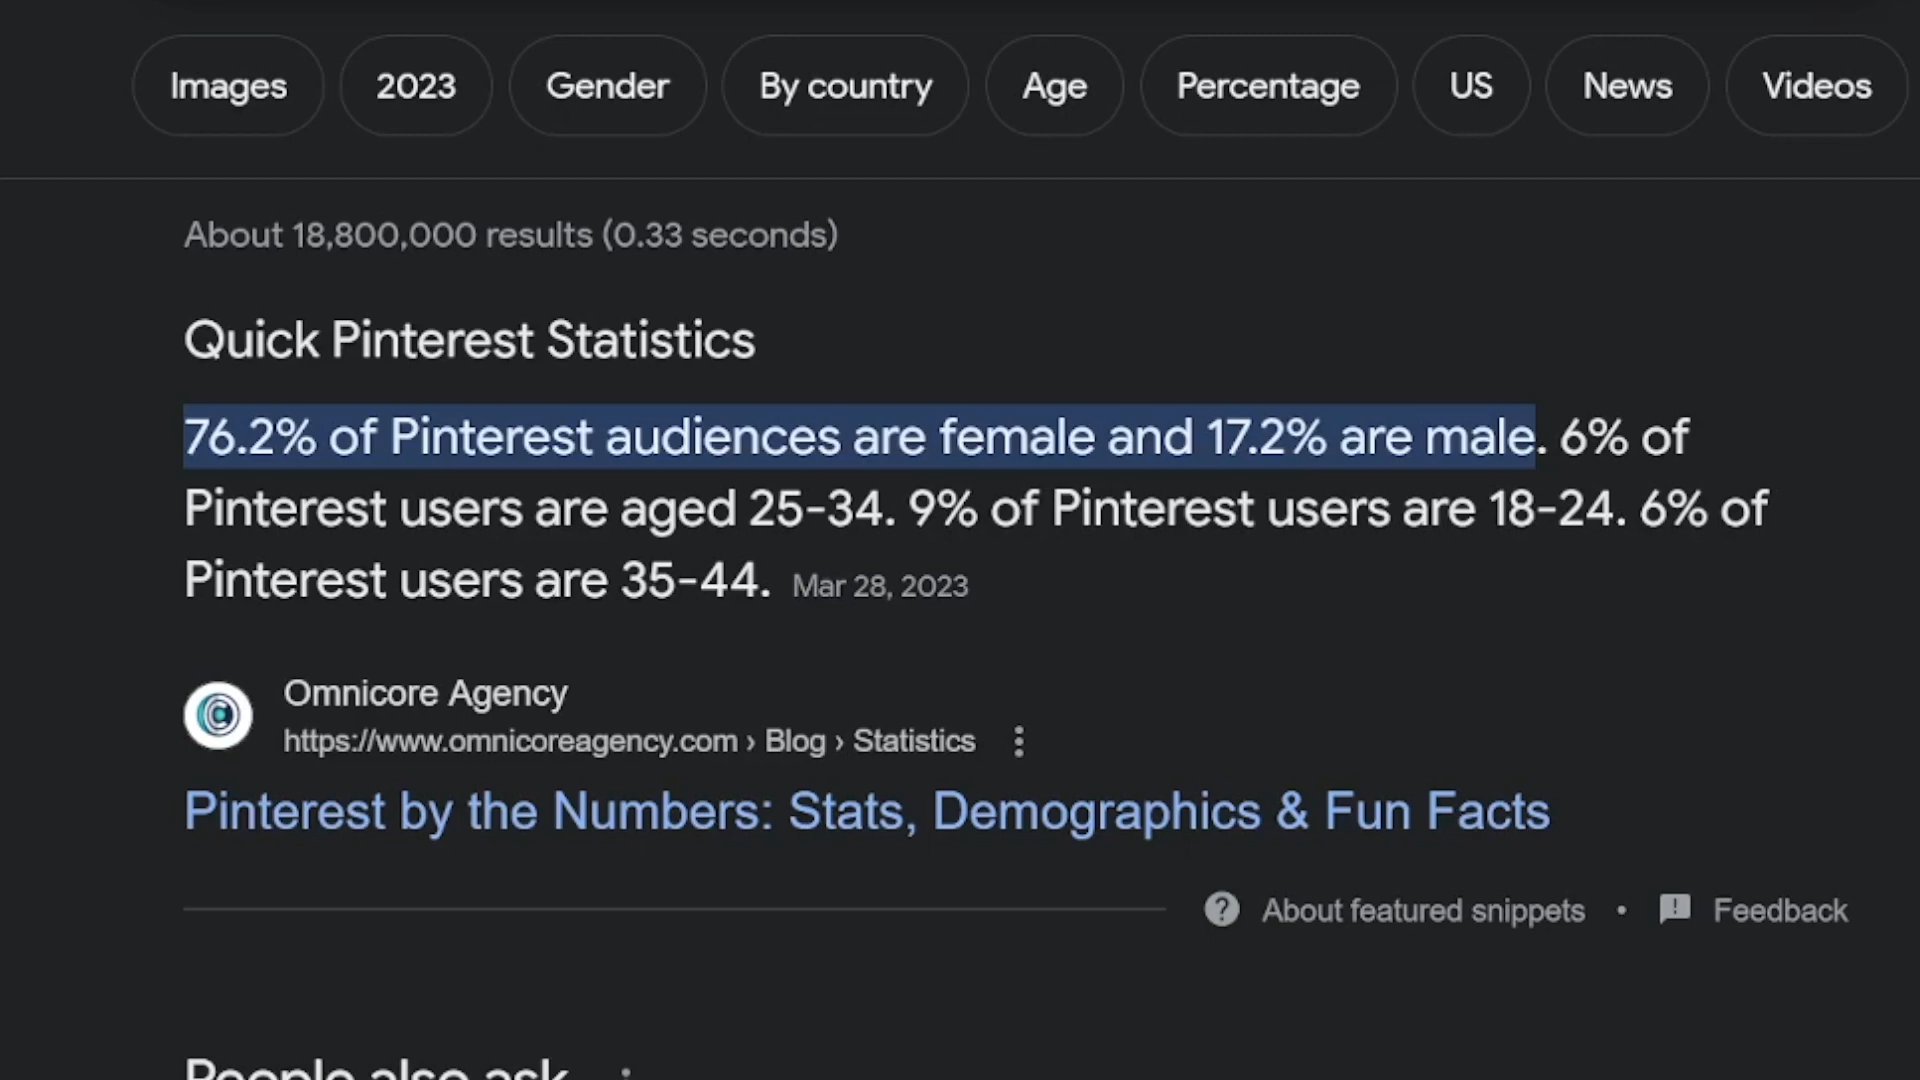 Images 2023 Gender By country Age Percentage US News Videos
About 18,800,000 results (0.33 seconds)
Quick Pinterest Statistics
76.2% of Pinterest audiences are female and 17.2% are male. 6% of
Pinterest users are aged 25-34. 9% of Pinterest users are 18-24. 6% of
Pinterest users are 35-44. Mar 28, 2023
Omnicore Agency
https://www.omnicoreagency.com › Blog › Statistics
Pinterest by the Numbers: Stats, Demographics & Fun Facts
About featured snippets • Feedback
People also ask